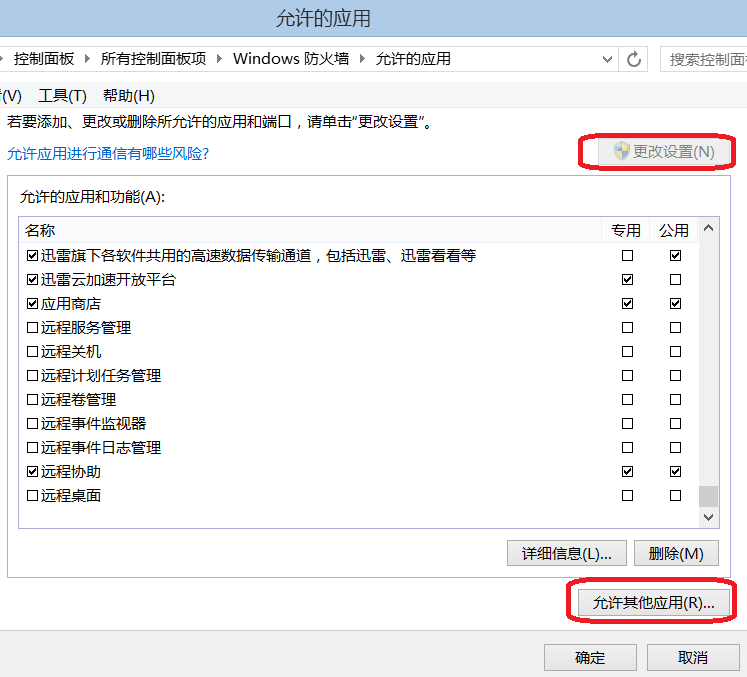 允许的应用
控制面板 所有控制面板项 Windows 防火墙 允许的应用 搜索控制面
(V) 工具(T) 帮助(H)
若要添加、更改或删除所允许的应用和端口，请单击"更改设置"。
允许应用进行通信有哪些风险?
更改设置(N)
允许的应用和功能(A):
名称 专用 公用
迅雷旗下各软件共用的高速数据传输通道，包括迅雷、迅雷看看等
迅雷云加速开放平台
应用商店
远程服务管理
远程关机
远程计划任务管理
远程卷管理
远程事件监视器
远程事件日志管理
远程协助
远程桌面
详细信息(L)... 删除(M)
允许其他应用(R)...
确定 取消